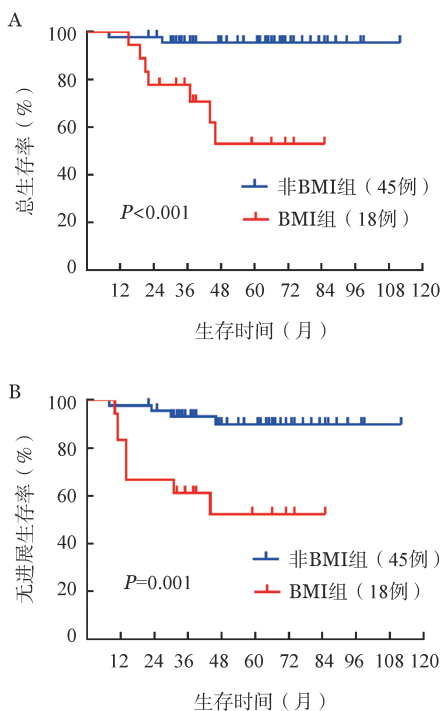 A
总生存率（%）
100
80
60
40
20
0
非BMI组（45例）
BMI组（18例）
P<0.001
12 24 36 48 60 72 84 96 108 120
生存时间（月）
B
无进展生存率（%）
100
80
60
40
20
0
非BMI组（45例）
BMI组（18例）
P=0.001
12 24 36 48 60 72 84 96 108 120
生存时间（月）